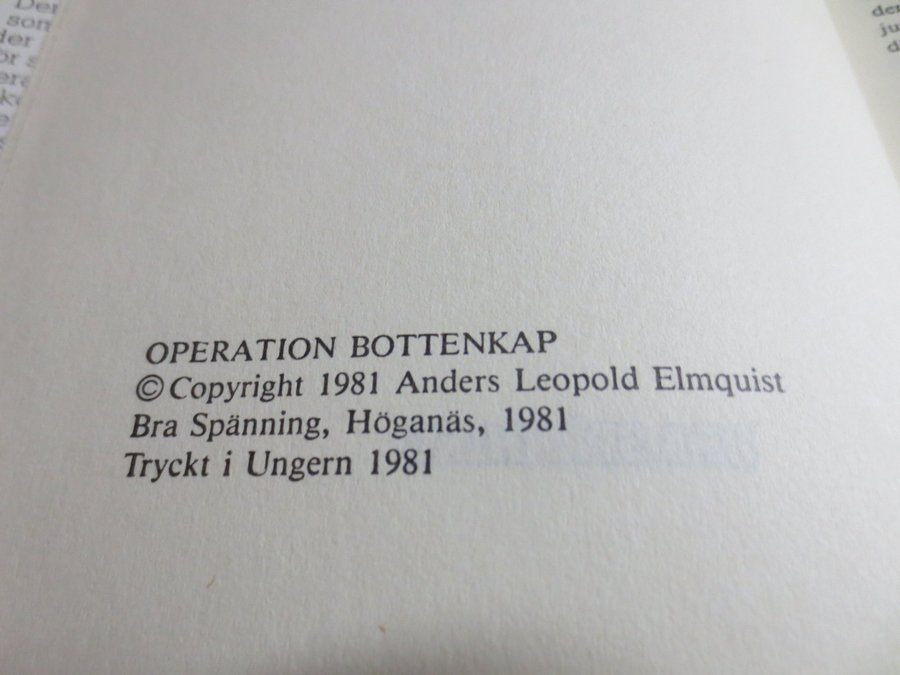 OPERATION BOTTENKAP
© Copyright 1981 Anders Leopold Elmquist
Bra Spänning, Höganäs, 1981
Tryckt i Ungern 1981